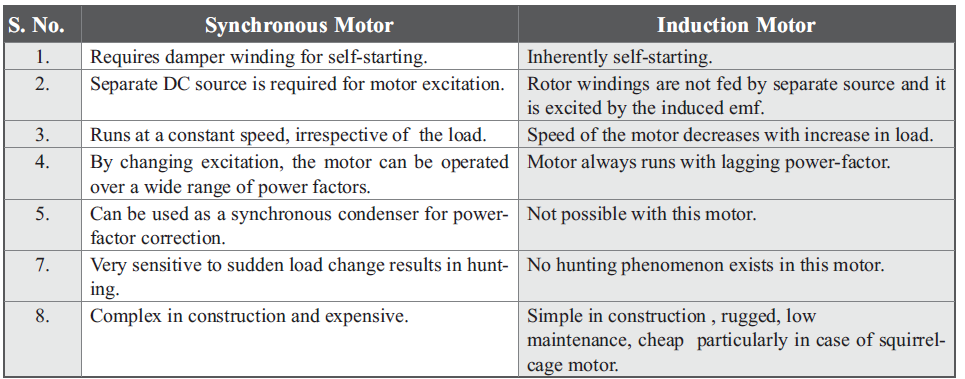 S. No. Synchronous Motor Induction Motor
1. Requires damper winding for self-starting. Inherently self-starting.
2. Separate DC source is required for motor excitation. Rotor windings are not fed by separate source and it
is excited by the induced emf.
3. Runs at a constant speed, irrespective of the load. Speed of the motor decreases with increase in load.
4. By changing excitation, the motor can be operated Motor always runs with lagging power-factor.
over a wide range of power factors.
5. Can be used as a synchronous condenser for power- Not possible with this motor.
factor correction.
7. Very sensitive to sudden load change results in hunt- No hunting phenomenon exists in this motor.
ing.
8. Complex in construction and expensive. Simple in construction , rugged, low
maintenance, cheap particularly in case of squirrel-
cage motor.